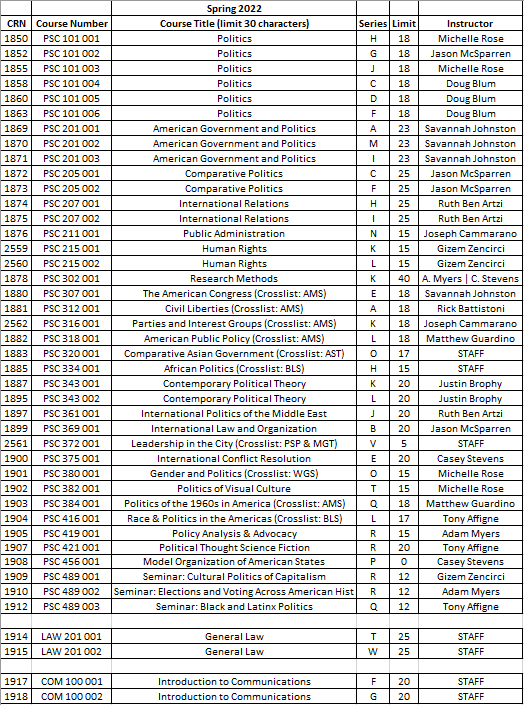 Spring 2022
CRN Course Number Course Title (limit 30 characters) Series Limit Instructor
1850 PSC 101 001 Politics H 18 Michelle Rose
1852 PSC 101 002 Politics G 18 Jason McSparren
1855 PSC 101 003 Politics J 18 Michelle Rose
1858 PSC 101 004 Politics C 18 Doug Blum
1860 PSC 101 005 Politics D 18 Doug Blum
1863 PSC 101 006 Politics F 18 Doug Blum
1869 PSC 201 001 American Government and Politics A 23 Savannah Johnston
1870 PSC 201 002 American Government and Politics M 23 Savannah Johnston
1871 PSC 201 003 American Government and Politics I 23 Savannah Johnston
1872 PSC 205 001 Comparative Politics C 25 Jason McSparren
1873 PSC 205 002 Comparative Politics F 25 Jason McSparren
1874 PSC 207 001 International Relations H 25 Ruth Ben Artzi
1875 PSC 207 002 International Relations I 25 Ruth Ben Artzi
1876 PSC 211 001 Public Administration N 15 Joseph Cammarano
2559 PSC 215 001 Human Rights K 15 Gizem Zencirci
2560 PSC 215 002 Human Rights L 15 Gizem Zencirci
1878 PSC 302 001 Research Methods K 40 A. Myers | C. Stevens
1880 PSC 307 001 The American Congress (Crosslist: AMS) E 18 Savannah Johnston
1881 PSC 312 001 Civil Liberties (Crosslist: AMS) A 18 Rick Battistoni
2562 PSC 316 001 Parties and Interest Groups (Crosslist: AMS) K 18 Joseph Cammarano
1882 PSC 318 001 American Public Policy (Crosslist: AMS) L 18 Matthew Guardino
1883 PSC 320 001 Comparative Asian Government (Crosslist: AST) O 17 STAFF
1885 PSC 334 001 African Politics (Crosslist: BLS) H 15 STAFF
1887 PSC 343 001 Contemporary Political Theory K 20 Justin Brophy
1895 PSC 343 002 Contemporary Political Theory L 20 Justin Brophy
1897 PSC 361 001 International Politics of the Middle East J 20 Ruth Ben Artzi
1899 PSC 369 001 International Law and Organization B 20 Jason McSparren
2561 PSC 372 001 Leadership in the City (Crosslist: PSP & MGT) V 5 STAFF
1900 PSC 375 001 International Conflict Resolution E 20 Casey Stevens
1901 PSC 380 001 Gender and Politics (Crosslist: WGS) O 15 Michelle Rose
1902 PSC 382 001 Politics of Visual Culture T 15 Michelle Rose
1903 PSC 384 001 Politics of the 1960s in America (Crosslist: AMS) Q 18 Matthew Guardino
1904 PSC 416 001 Race & Politics in the Americas (Crosslist: BLS) L 17 Tony Affigne
1905 PSC 419 001 Policy Analysis & Advocacy R 15 Adam Myers
1907 PSC 421 001 Political Thought Science Fiction R 20 Tony Affigne
1908 PSC 456 001 Model Organization of American States P 0 Casey Stevens
1909 PSC 489 001 Seminar: Cultural Politics of Capitalism R 12 Gizem Zencirci
1910 PSC 489 002 Seminar: Elections and Voting Across American Hist R 12 Adam Myers
1912 PSC 489 003 Seminar: Black and Latinx Politics Q 12 Tony Affigne
1914 LAW 201 001 General Law T 25 STAFF
1915 LAW 201 002 General Law W 25 STAFF
1917 COM 100 001 Introduction to Communications F 20 STAFF
1918 COM 100 002 Introduction to Communications G 20 STAFF